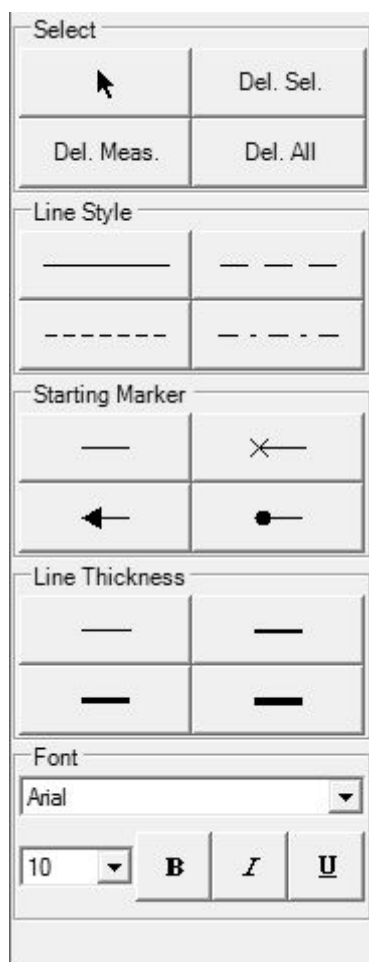 Select
Del. Sel.
Del. Meas. Del. All
Line Style
Starting Marker
Line Thickness
Font
Arial
10 B I U